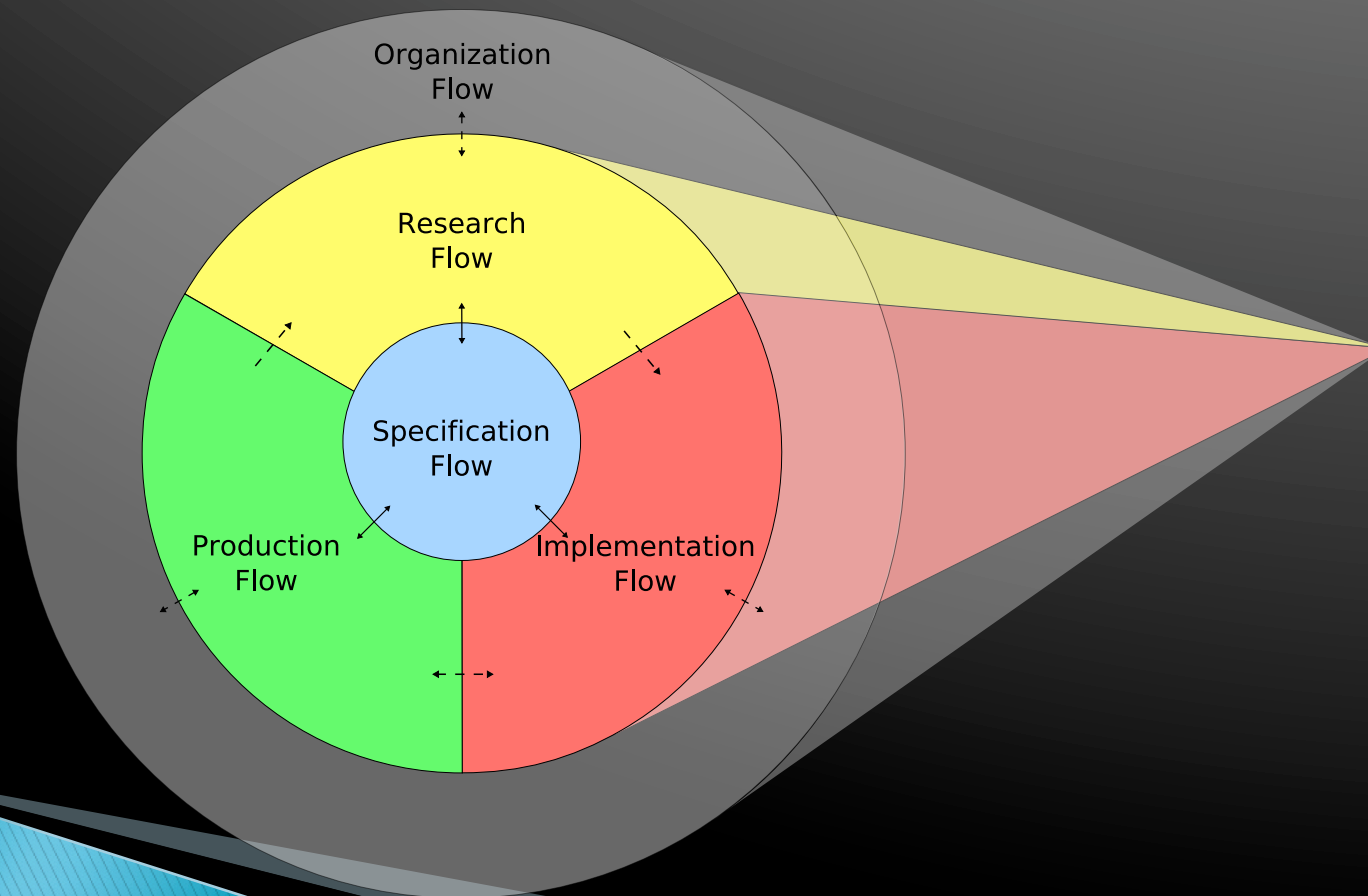 Organization
Flow
Research
Flow
Specification
Flow
Production
Flow
Implementation
Flow